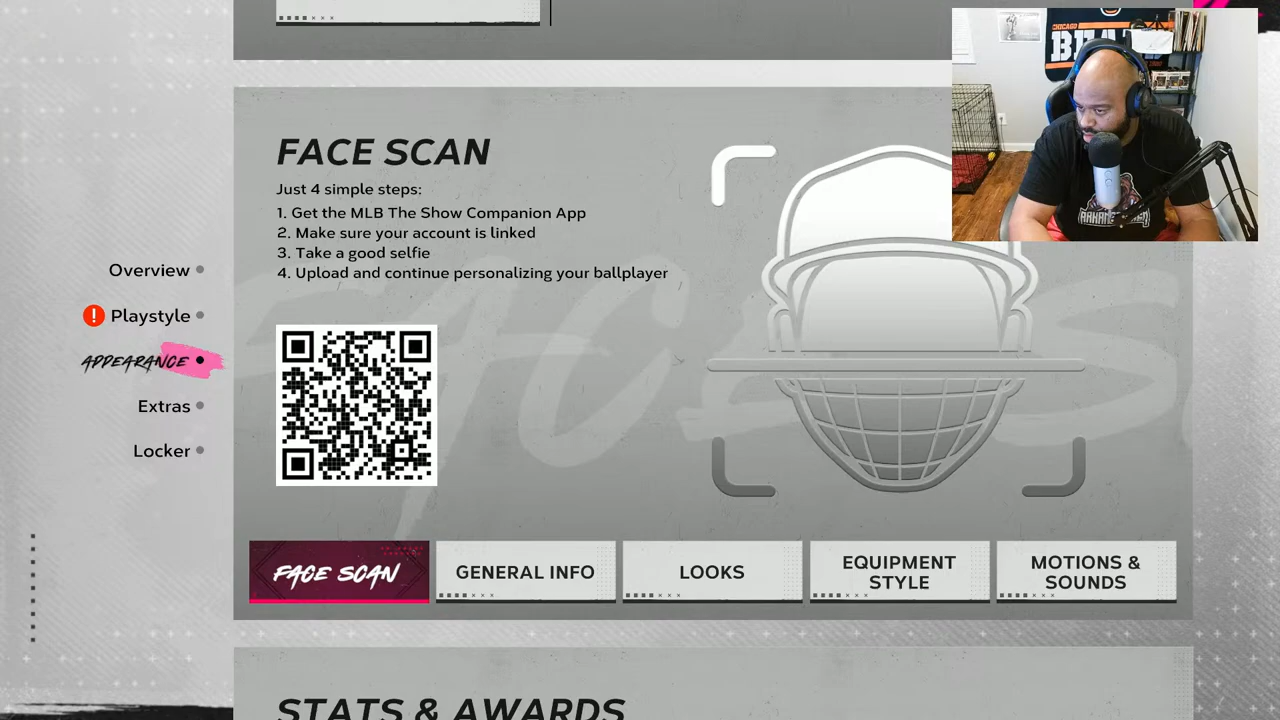 CHICAGO
FACE SCAN
Just 4 simple steps:
1. Get the MLB The Show Companion App
2. Make sure your account is linked
3. Take a good selfie
4. Upload and continue personalizing your ballplayer
Overview
! Playstyle
APPEARANCE
Extras
Locker
FACE SCAN
GENERAL INFO
LOOKS
EQUIPMENT
STYLE
MOTIONS &
SOUNDS
STATS & AWARDS